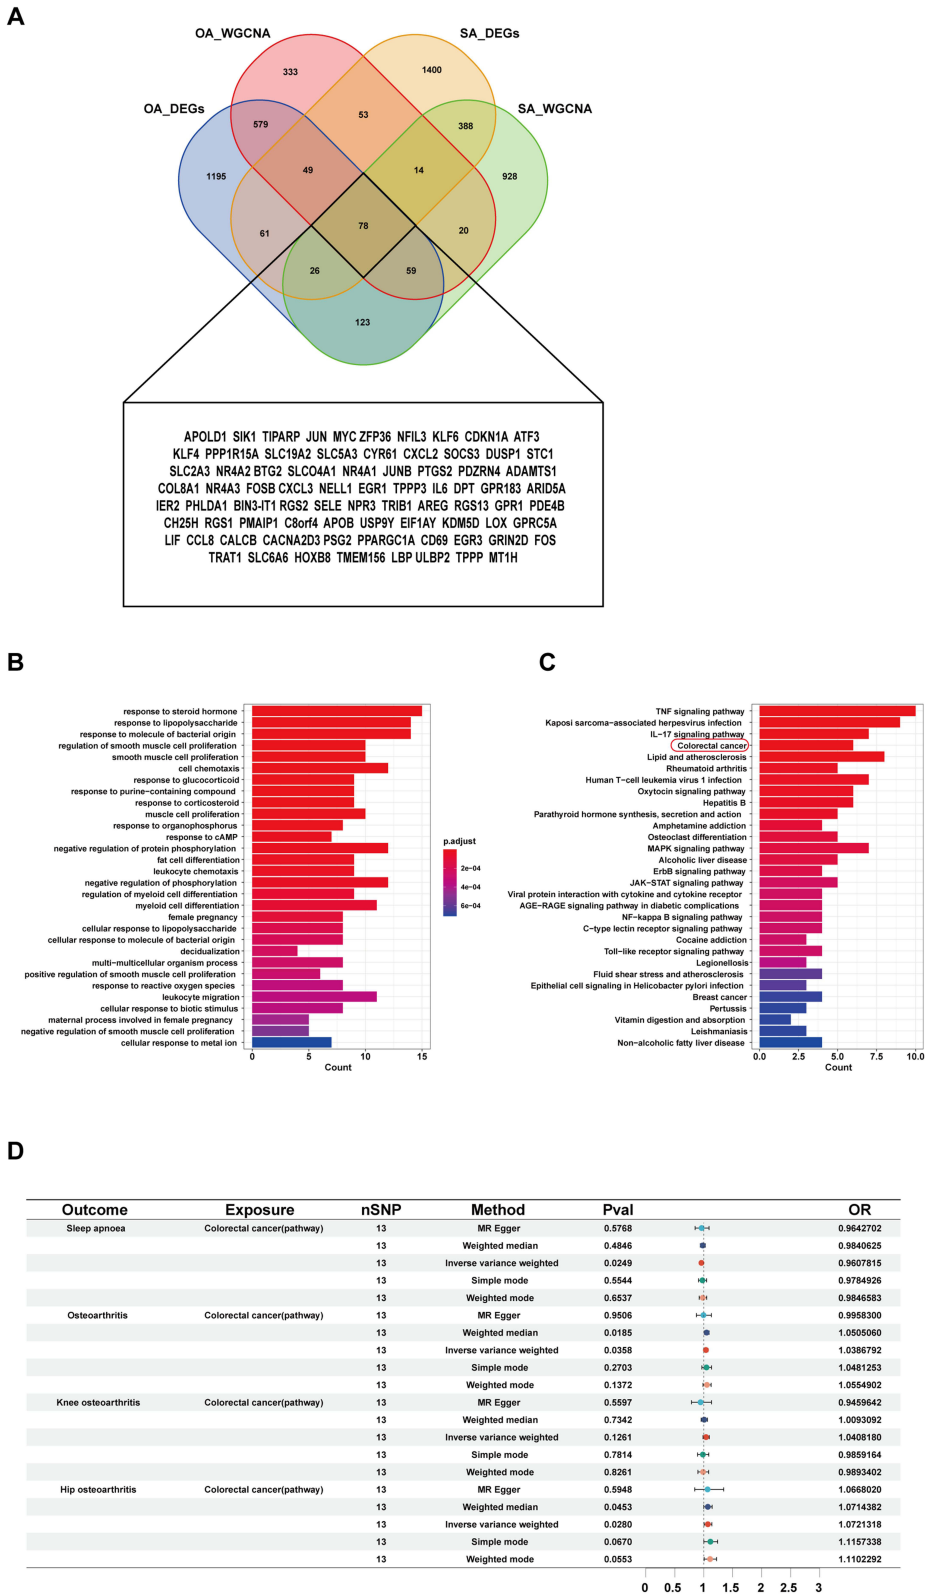 A
OA_WGCNA
SA_DEGs
OA_DEGs
SA_WGCNA
333
1400
579
53
388
1195
49
14
928
61
78
20
26
59
123
APOLD1 SIK1 TIPARP JUN MYC ZFP36 NFIL3 KLF6 CDKN1A ATF3
KLF4 PPP1R15A SLC19A2 SLC5A3 CYR61 CXCL2 SOCS3 DUSP1 STC1
SLC2A3 NR4A2 BTG2 SLCO4A1 NR4A1 JUNB PTGS2 PDZRN4 ADAMTS1
COL8A1 NR4A3 FOSB CXCL3 NELL1 EGR1 TPPP3 IL6 DPT GPR183 ARID5A
IER2 PHLDA1 BIN3-IT1 RGS2 SELE NPR3 TRIB1 AREG RGS13 GPR1 PDE4B
CH25H RGS1 PMAIP1 C8orf4 APOB USP9Y EIF1AY KDM5D LOX GPRC5A
LIF CCL8 CALCB CACNA2D3 PSG2 PPARGC1A CD69 EGR3 GRIN2D FOS
TRAT1 SLC6A6 HOXB8 TMEM156 LBP ULBP2 TPPP MT1H
B
response to steroid hormone
response to lipopolysaccharide
response to molecule of bacterial origin
regulation of smooth muscle cell proliferation
smooth muscle cell proliferation
cell chemotaxis
response to glucocorticoid
response to purine−containing compound
response to corticosteroid
muscle cell proliferation
response to organophosphorus
response to cAMP
negative regulation of protein phosphorylation
fat cell differentiation
leukocyte chemotaxis
negative regulation of phosphorylation
regulation of myeloid cell differentiation
myeloid cell differentiation
female pregnancy
cellular response to lipopolysaccharide
cellular response to molecule of bacterial origin
decidualization
multi−multicellular organism process
positive regulation of smooth muscle cell proliferation
response to reactive oxygen species
leukocyte migration
cellular response to biotic stimulus
maternal process involved in female pregnancy
negative regulation of smooth muscle cell proliferation
cellular response to metal ion
0 5 10 15
Count
p.adjust
2e−04
4e−04
6e−04
C
TNF signaling pathway
Kaposi sarcoma−associated herpesvirus infection
IL−17 signaling pathway
Colorectal cancer
Lipid and atherosclerosis
Rheumatoid arthritis
Human T−cell leukemia virus 1 infection
Oxytocin signaling pathway
Hepatitis B
Parathyroid hormone synthesis, secretion and action
Amphetamine addiction
Osteoclast differentiation
MAPK signaling pathway
Alcoholic liver disease
ErbB signaling pathway
JAK−STAT signaling pathway
Viral protein interaction with cytokine and cytokine receptor
AGE−RAGE signaling pathway in diabetic complications
NF−kappa B signaling pathway
C−type lectin receptor signaling pathway
Cocaine addiction
Toll−like receptor signaling pathway
Legionellosis
Fluid shear stress and atherosclerosis
Epithelial cell signaling in Helicobacter pylori infection
Breast cancer
Pertussis
Vitamin digestion and absorption
Leishmaniasis
Non−alcoholic fatty liver disease
0.0 2.5 5.0 7.5 10.0
Count
D
Outcome Exposure nSNP Method Pval OR
Sleep apnoea Colorectal cancer(pathway) 13 MR Egger 0.5768 0.9642702
13 Weighted median 0.4846 0.9840625
13 Inverse variance weighted 0.0249 0.9607815
13 Simple mode 0.5544 0.9784926
13 Weighted mode 0.6537 0.9846583
Osteoarthritis Colorectal cancer(pathway) 13 MR Egger 0.9506 0.9958300
13 Weighted median 0.0185 1.0505060
13 Inverse variance weighted 0.0358 1.0386792
13 Simple mode 0.2703 1.0481253
13 Weighted mode 0.1372 1.0554902
Knee osteoarthritis Colorectal cancer(pathway) 13 MR Egger 0.5597 0.9459642
13 Weighted median 0.7342 1.0093092
13 Inverse variance weighted 0.1261 1.0408180
13 Simple mode 0.7814 0.9859164
13 Weighted mode 0.8261 0.9893402
Hip osteoarthritis Colorectal cancer(pathway) 13 MR Egger 0.5948 1.0668020
13 Weighted median 0.0453 1.0714382
13 Inverse variance weighted 0.0280 1.0721318
13 Simple mode 0.0670 1.1157338
13 Weighted mode 0.0553 1.1102292
0 0.5 1 1.5 2 2.5 3